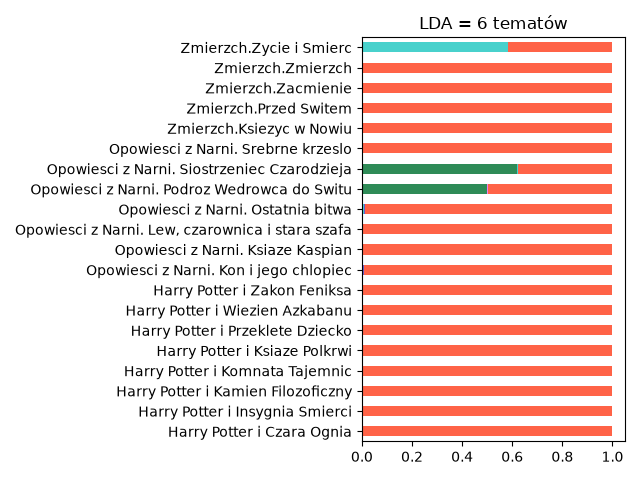 LDA = 6 tematów
Zmierzch.Zycie i Smierc
Zmierzch.Zmierzch
Zmierzch.Zacmienie
Zmierzch.Przed Switem
Zmierzch.Ksiezyc w Nowiu
Opowiesci z Narni. Srebrne krzeslo
Opowiesci z Narni. Siostrzeniec Czarodzieja
Opowiesci z Narni. Podroz Wedrowca do Switu
Opowiesci z Narni. Ostatnia bitwa
Opowiesci z Narni. Lew, czarownica i stara szafa
Opowiesci z Narni. Ksiaze Kaspian
Opowiesci z Narni. Kon i jego chlopiec
Harry Potter i Zakon Feniksa
Harry Potter i Wiezien Azkabanu
Harry Potter i Przeklete Dziecko
Harry Potter i Ksiaze Polkrwi
Harry Potter i Komnata Tajemnic
Harry Potter i Kamien Filozoficzny
Harry Potter i Insygnia Smierci
Harry Potter i Czara Ognia
0.0 0.2 0.4 0.6 0.8 1.0